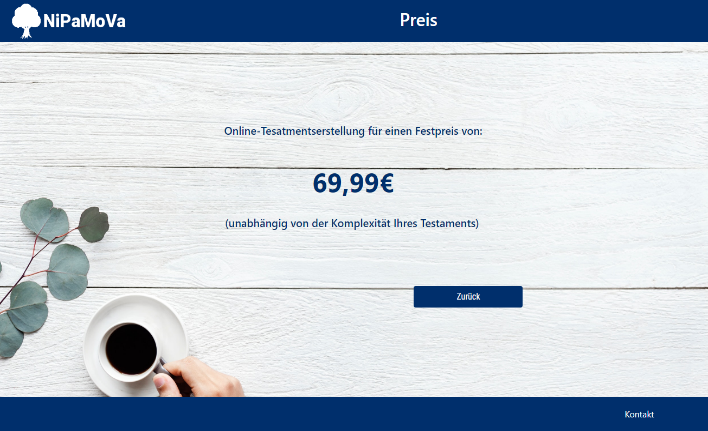 NiPaMoVa
Preis
Online-Tesatmentserstellung für einen Festpreis von:
69,99€
(unabhängig von der Komplexität Ihres Testaments)
Zurück
Kontakt